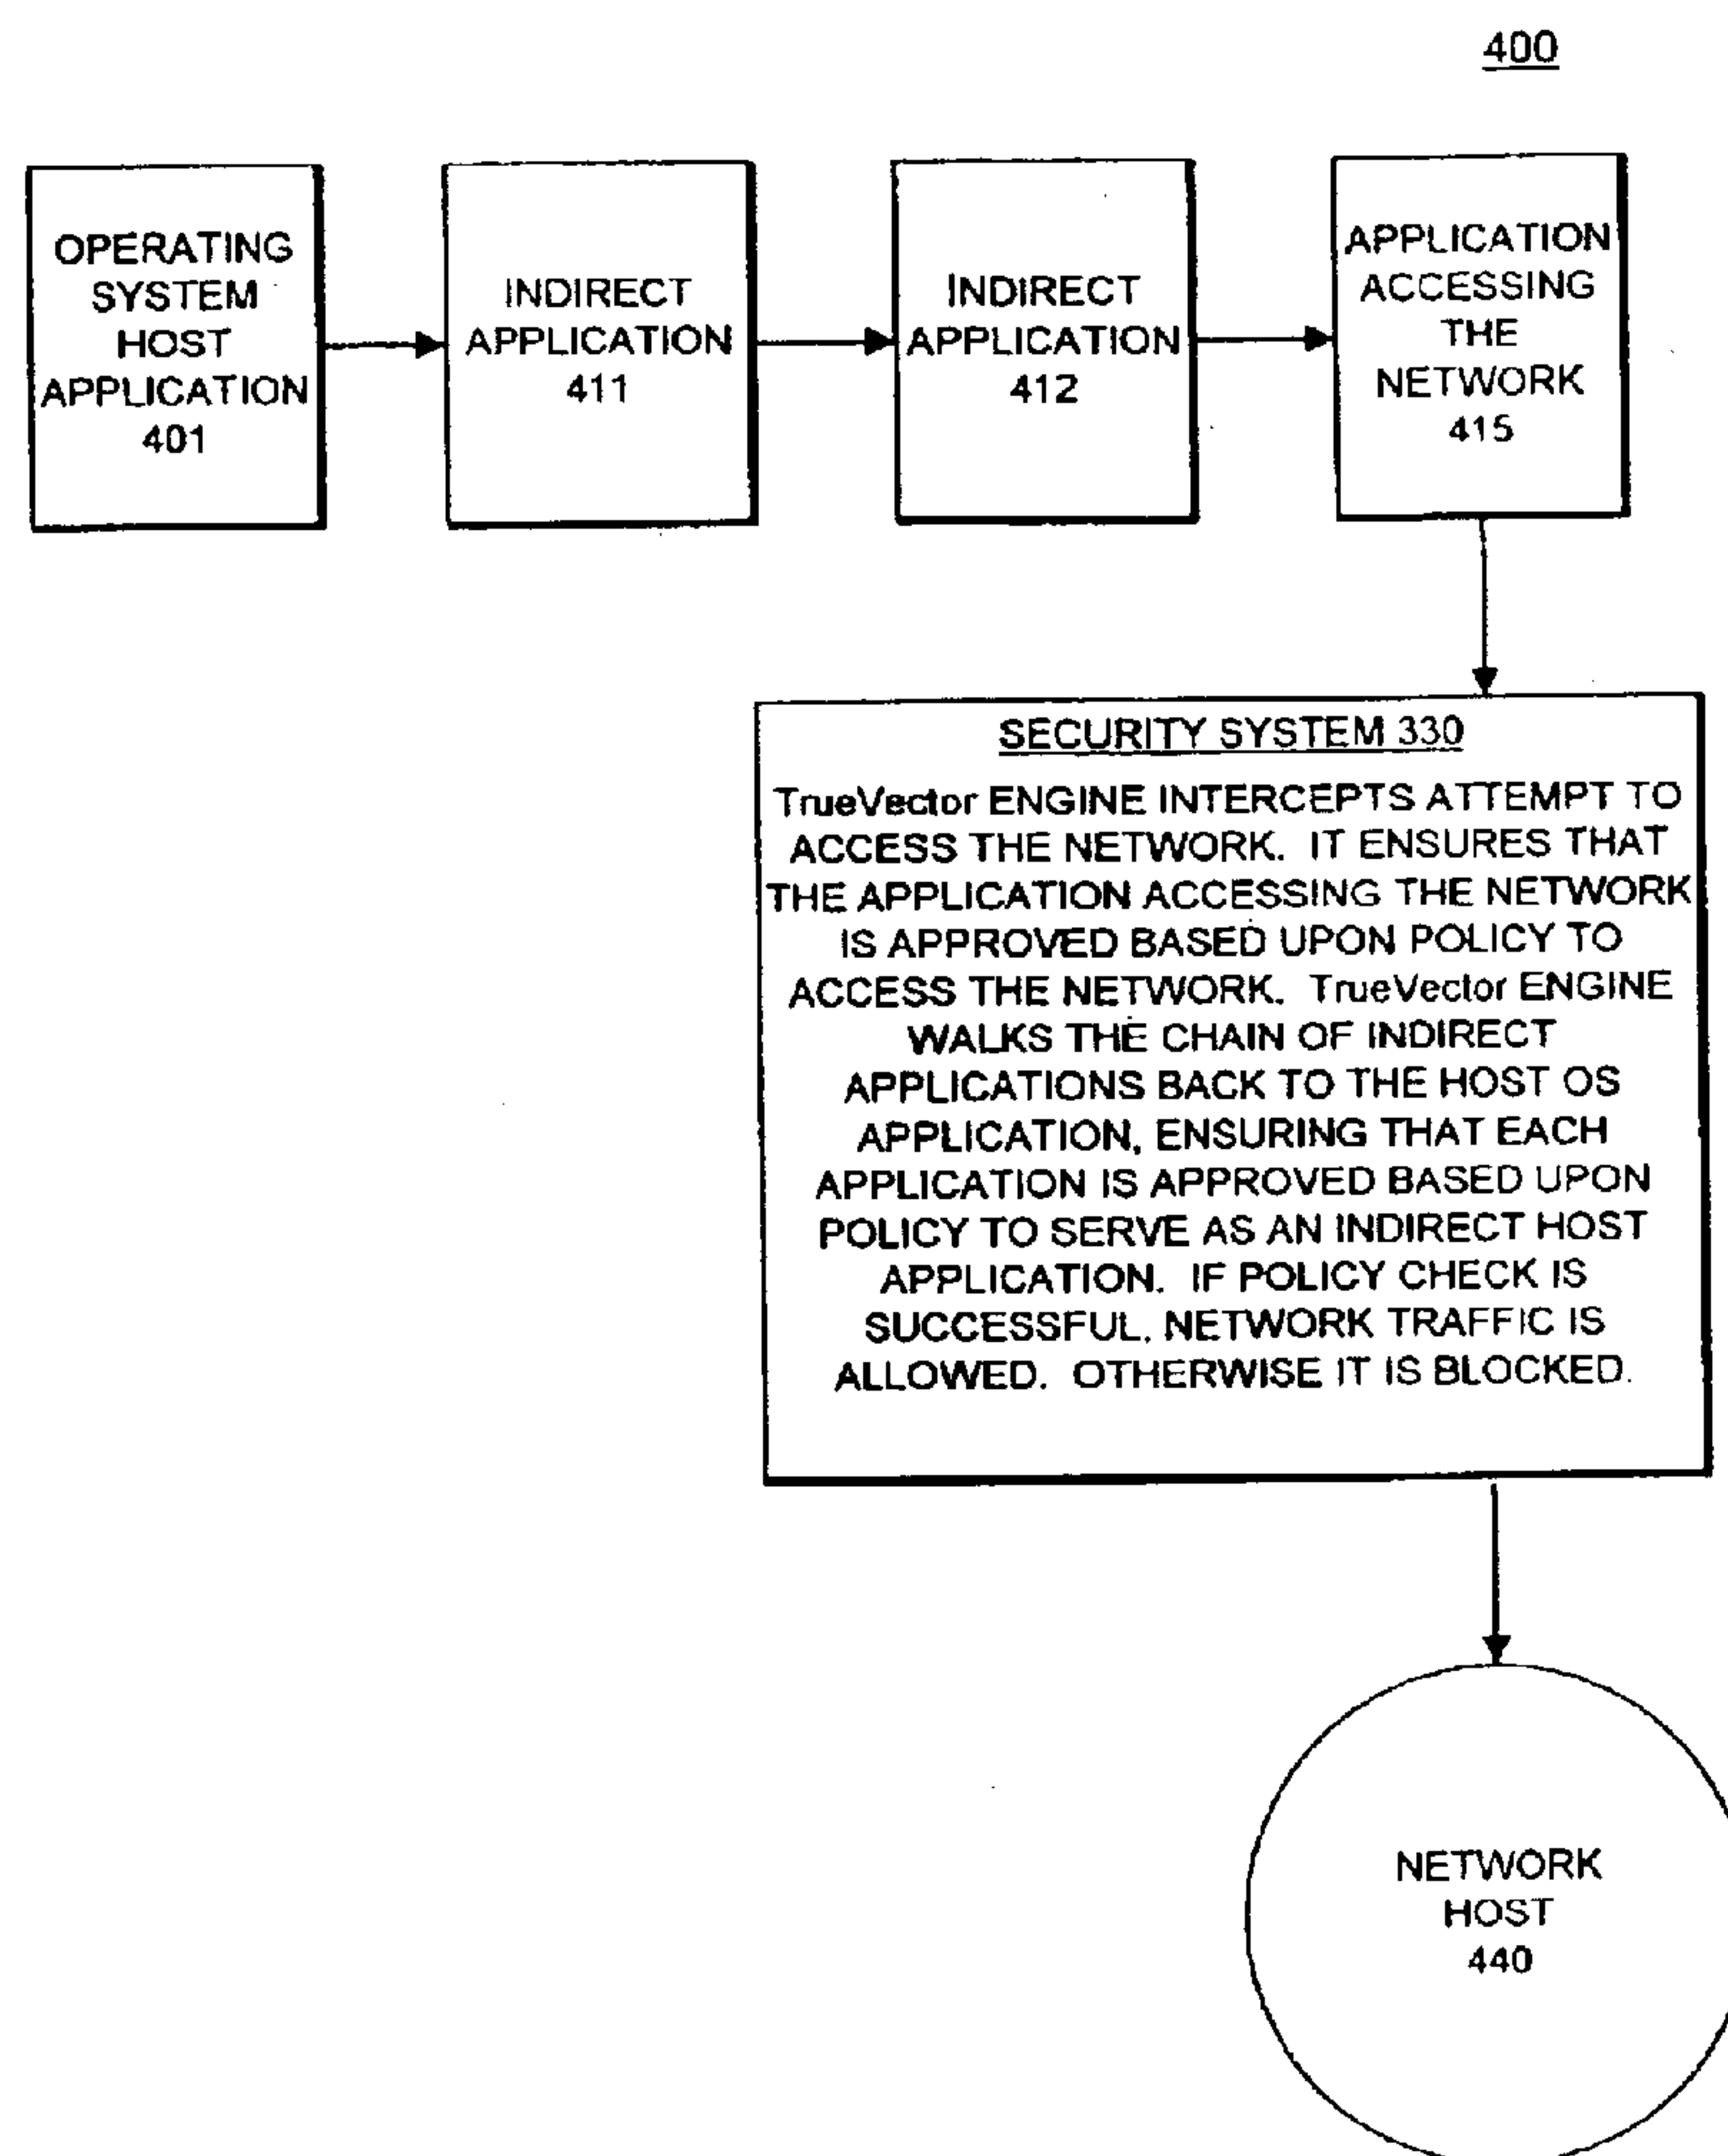 400
OPERATING
SYSTEM
HOST
APPLICATION
401
INDIRECT
APPLICATION
411
INDIRECT
APPLICATION
412
APPLICATION
ACCESSING
THE
NETWORK
415
SECURITY SYSTEM 330
TrueVector ENGINE INTERCEPTS ATTEMPT TO
ACCESS THE NETWORK. IT ENSURES THAT
THE APPLICATION ACCESSING THE NETWORK
IS APPROVED BASED UPON POLICY TO
ACCESS THE NETWORK. TrueVector ENGINE
WALKS THE CHAIN OF INDIRECT
APPLICATIONS BACK TO THE HOST OS
APPLICATION, ENSURING THAT EACH
APPLICATION IS APPROVED BASED UPON
POLICY TO SERVE AS AN INDIRECT HOST
APPLICATION. IF POLICY CHECK IS
SUCCESSFUL, NETWORK TRAFFIC IS
ALLOWED. OTHERWISE IT IS BLOCKED.
NETWORK
HOST
440